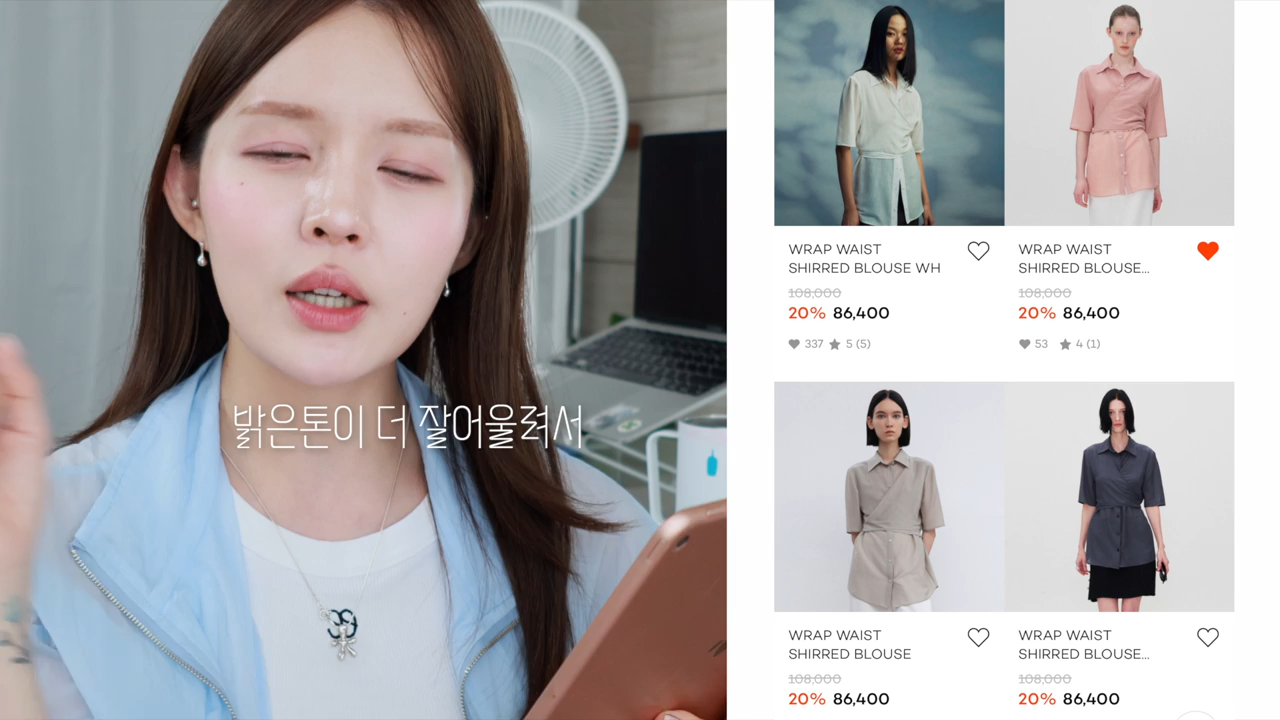 밝은톤이 더 잘어울려서
WRAP WAIST
SHIRRED BLOUSE WH
108,000
20% 86,400
337 5 (5)
WRAP WAIST
SHIRRED BLOUSE...
108,000
20% 86,400
53 4 (1)
WRAP WAIST
SHIRRED BLOUSE
108,000
20% 86,400
WRAP WAIST
SHIRRED BLOUSE...
108,000
20% 86,400